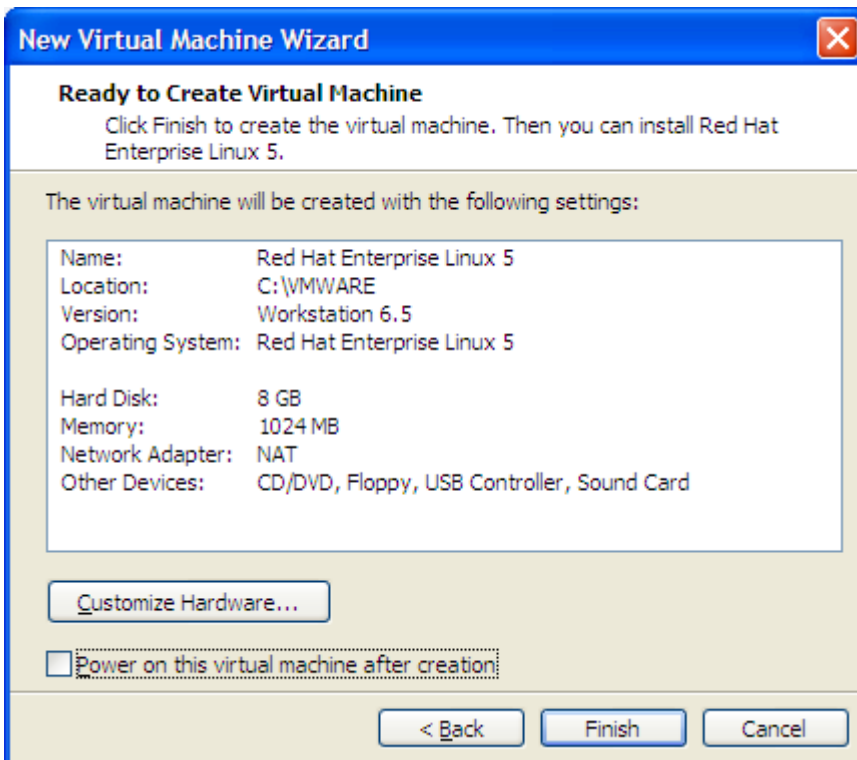 New Virtual Machine Wizard
Ready to Create Virtual Machine
Click Finish to create the virtual machine. Then you can install Red Hat
Enterprise Linux 5.
The virtual machine will be created with the following settings:
Name: Red Hat Enterprise Linux 5
Location: C:\VMWARE
Version: Workstation 6.5
Operating System: Red Hat Enterprise Linux 5
Hard Disk: 8 GB
Memory: 1024 MB
Network Adapter: NAT
Other Devices: CD/DVD, Floppy, USB Controller, Sound Card
Customize Hardware...
Power on this virtual machine after creation
< Back Finish Cancel